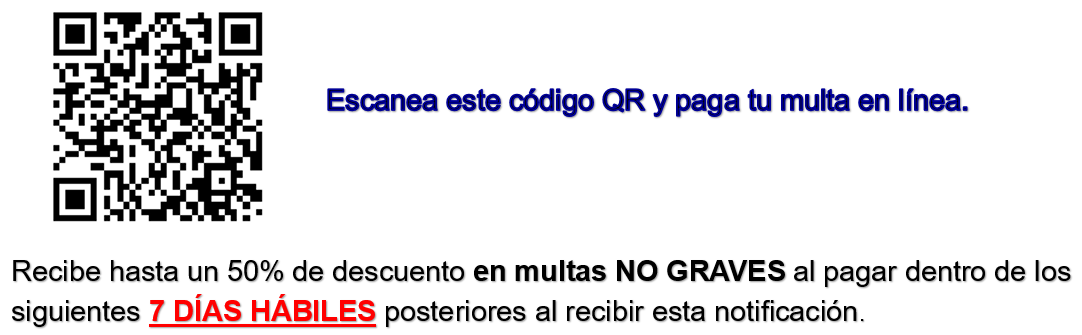 Escanea este código QR y paga tu multa en línea.
Recibe hasta un 50% de descuento en multas NO GRAVES al pagar dentro de los
siguientes 7 DÍAS HÁBILES posteriores al recibir esta notificación.